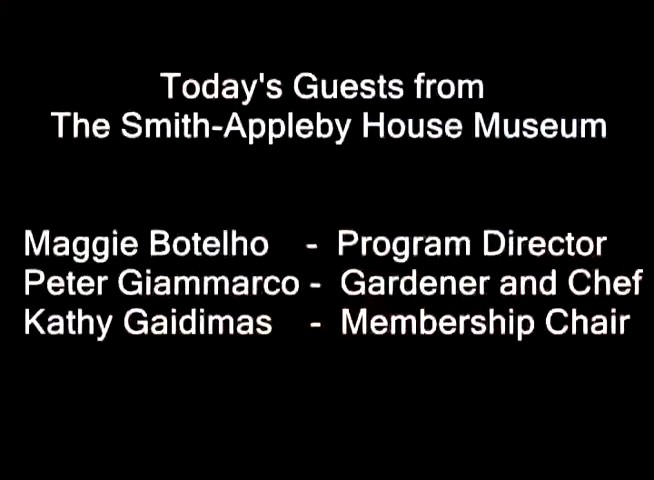 Today's Guests from
The Smith-Appleby House Museum
Maggie Botelho - Program Director
Peter Giammarco - Gardener and Chef
Kathy Gaidimas - Membership Chair